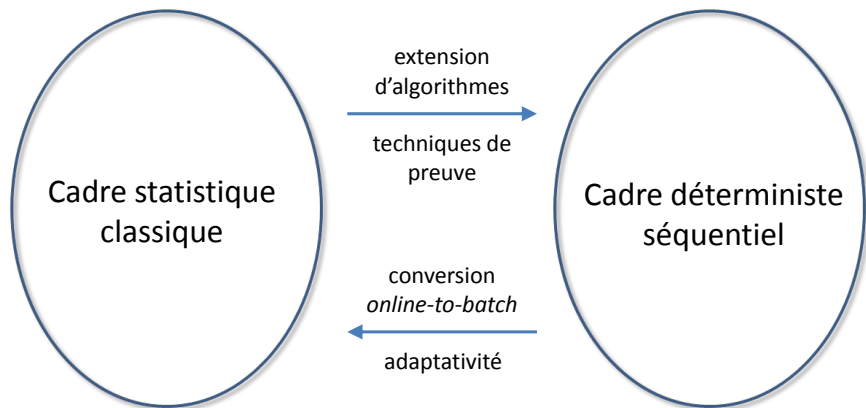 Cadre statistique
classique
extension
d'algorithmes
techniques de
preuve
conversion
online-to-batch
adaptativité
Cadre déterministe
séquentiel